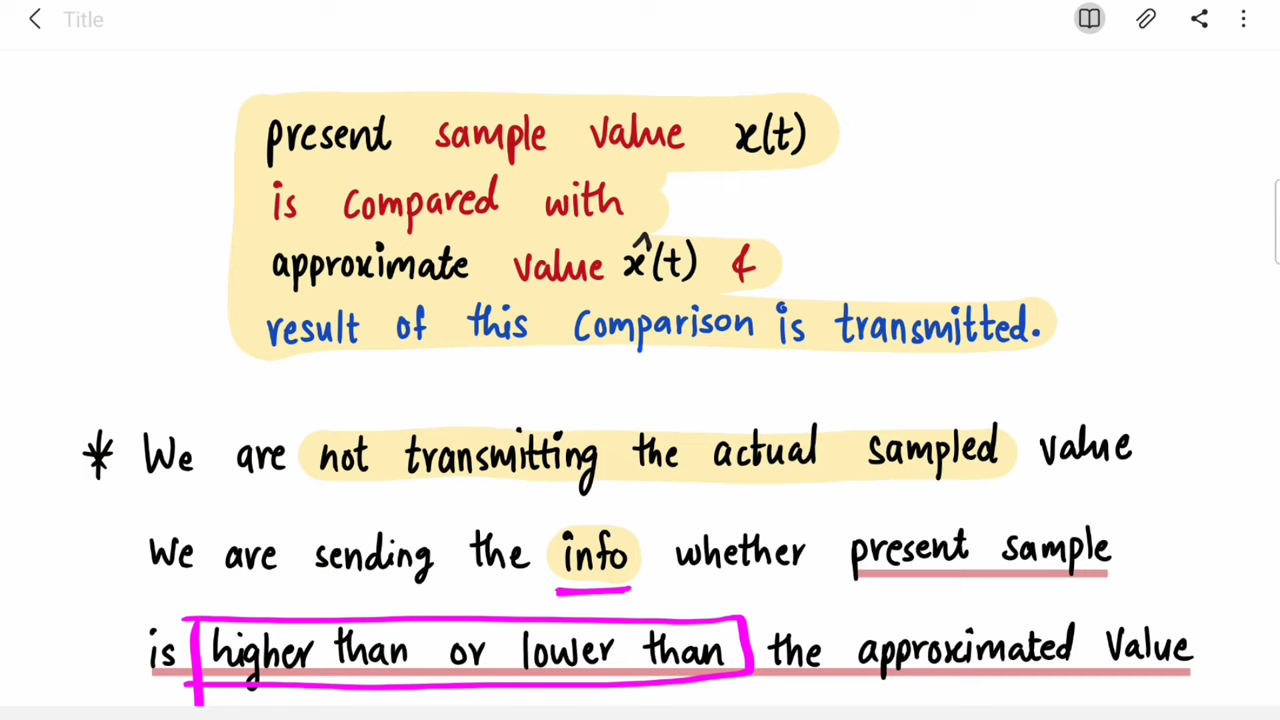 Title
present sample value x(t)
is compared with
approximate value x̂(t) &
result of this Comparison is transmitted.
* We are not transmitting the actual sampled value
We are sending the info whether present sample
is higher than or lower than the approximated Value